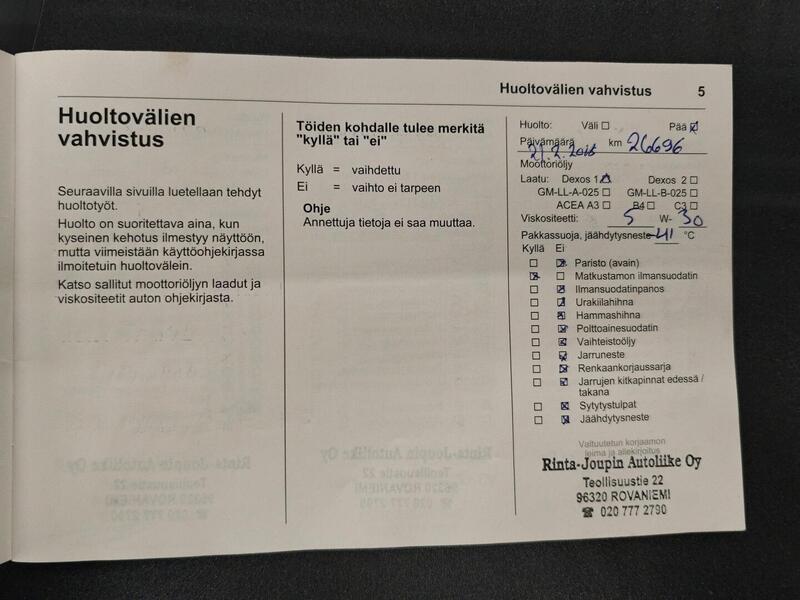 Huoltovälien vahvistus 5
Huoltovälien
vahvistus
Seuraavilla sivuilla luetellaan tehdyt
huoltotyöt.
Huolto on suoritettava aina, kun
kyseinen kehotus ilmestyy näyttöön,
mutta viimeistään käyttöohjekirjassa
ilmoitetuin huoltovälein.
Katso sallitut moottoriöljyn laadut ja
viskositeetit auton ohjekirjasta.
Töiden kohdalle tulee merkitä
"kyllä" tai "ei"
Kyllä = vaihdettu
Ei = vaihto ei tarpeen
Ohje
Annettuja tietoja ei saa muuttaa.
Huolto: Väli Pää
Päivämäärä km 26696
Moottoriöljy
Laatu: Dexos 1 Dexos 2
GM-LL-A-025 GM-LL-B-025
ACEA A3 B4 C3
Viskositeetti 5 W- 30
Pakkassuoja, jäähdytysneste -41 °C
Kyllä Ei
Paristo (avain)
Matkustamon ilmansuodatin
Ilmansuodatinpanos
Urakiilahihna
Hammashihna
Polttoainesuodatin
Vaihteistoöljy
Jarruneste
Renkaankorjaussarja
Jarrujen kitkapinnat edessä /
takana
Sytytystulpat
Jäähdytysneste
Valtuutetun korjaamon
leima ja allekirjoitus
Rinta-Joupin Autoliike Oy
Teollisuustie 22
96320 ROVANIEMI
☎ 020 777 2790